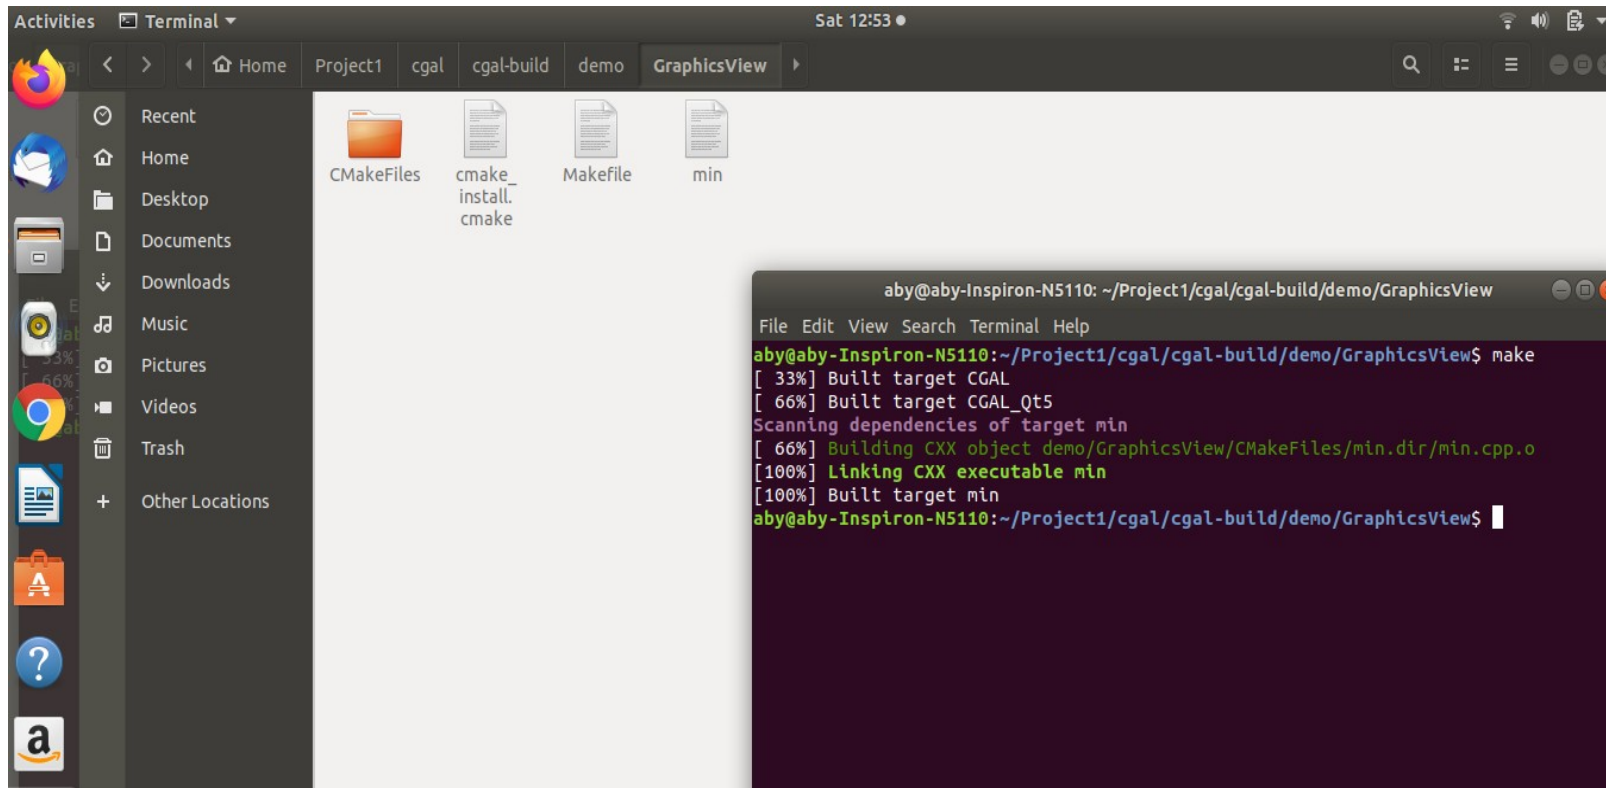 Activities Terminal Sat 12:53
Home Project1 cgal cgal-build demo GraphicsView
Recent
Home
Desktop
Documents
Downloads
Music
Pictures
Videos
Trash
Other Locations
CMakeFiles
cmake_
install.
cmake
Makefile
min
aby@aby-Inspiron-N5110: ~/Project1/cgal/cgal-build/demo/GraphicsView
File Edit View Search Terminal Help
aby@aby-Inspiron-N5110:~/Project1/cgal/cgal-build/demo/GraphicsView$ make
[ 33%] Built target CGAL
[ 66%] Built target CGAL_Qt5
Scanning dependencies of target min
[ 66%] Building CXX object demo/GraphicsView/CMakeFiles/min.dir/min.cpp.o
[100%] Linking CXX executable min
[100%] Built target min
aby@aby-Inspiron-N5110:~/Project1/cgal/cgal-build/demo/GraphicsView$